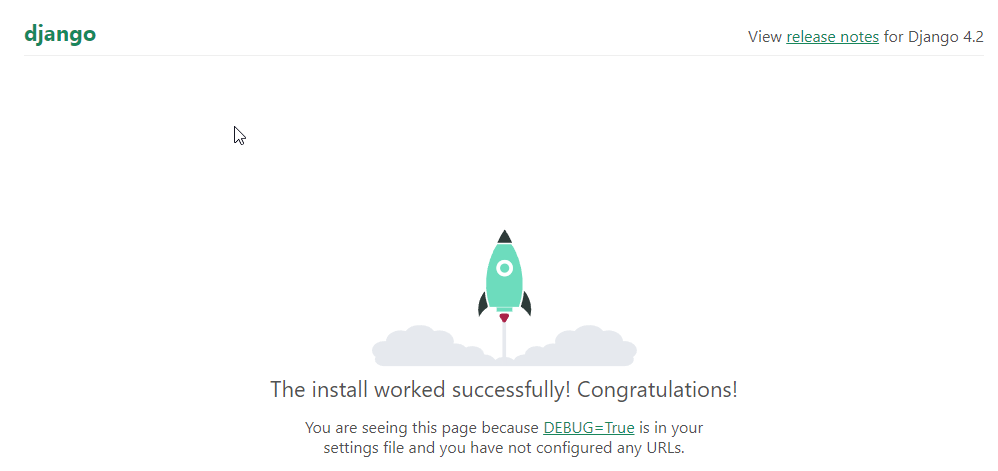 django
View release notes for Django 4.2
The install worked successfully! Congratulations!
You are seeing this page because DEBUG=True is in your
settings file and you have not configured any URLs.